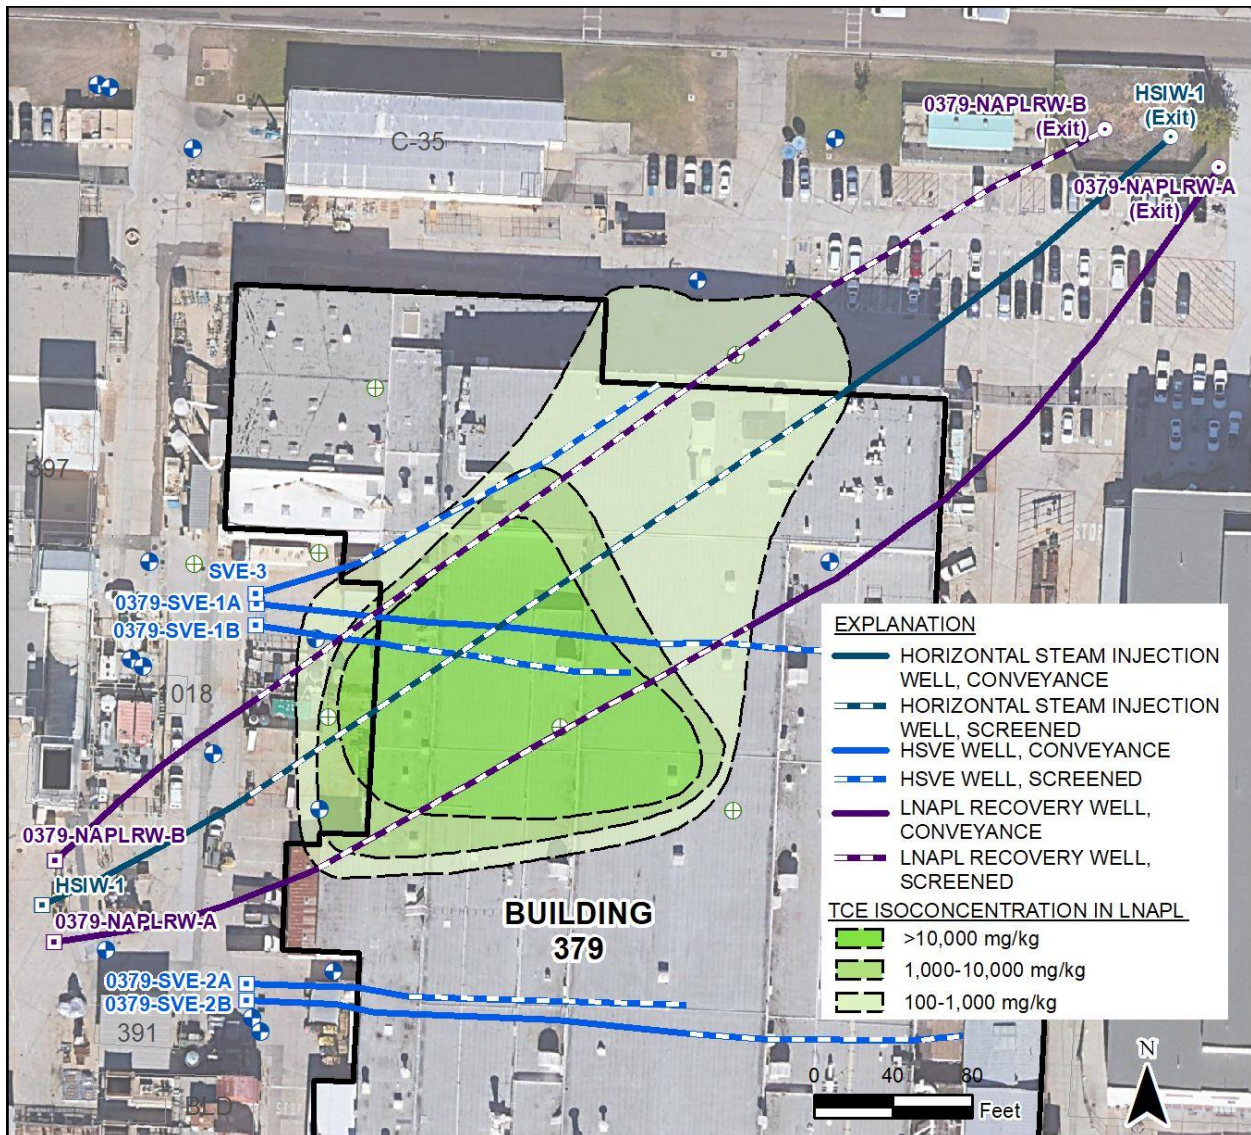 C-35
0379-NAPLRW-B
(Exit)
HSIW-1
(Exit)
0379-NAPLRW-A
(Exit)
397
SVE-3
0379-SVE-1A
0379-SVE-1B
A-1018
STOP
0379-NAPLRW-B
HSIW-1
0379-NAPLRW-A
BUILDING
379
0379-SVE-2A
0379-SVE-2B
391
BLD
STOP
EXPLANATION
HORIZONTAL STEAM INJECTION
WELL, CONVEYANCE
HORIZONTAL STEAM INJECTION
WELL, SCREENED
HSVE WELL, CONVEYANCE
HSVE WELL, SCREENED
LNAPL RECOVERY WELL,
CONVEYANCE
LNAPL RECOVERY WELL,
SCREENED
TCE ISOCONCENTRATION IN LNAPL
>10,000 mg/kg
1,000-10,000 mg/kg
100-1,000 mg/kg
N
0 40 80
Feet